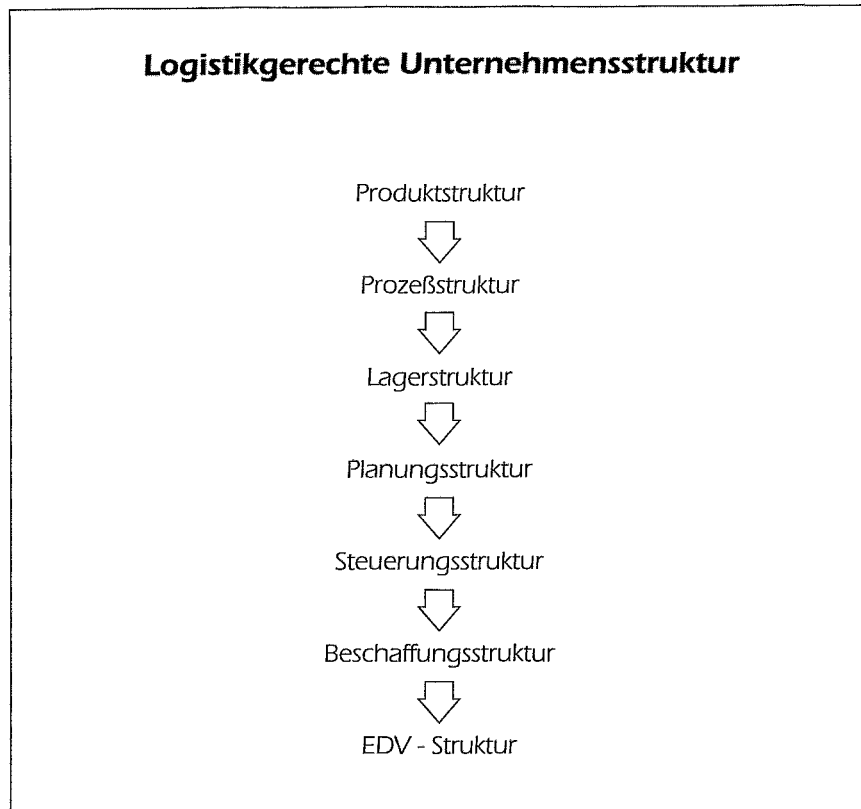 Logistikgerechte Unternehmensstruktur
Produktstruktur
Prozeßstruktur
Lagerstruktur
Planungsstruktur
Steuerungsstruktur
Beschaffungsstruktur
EDV - Struktur